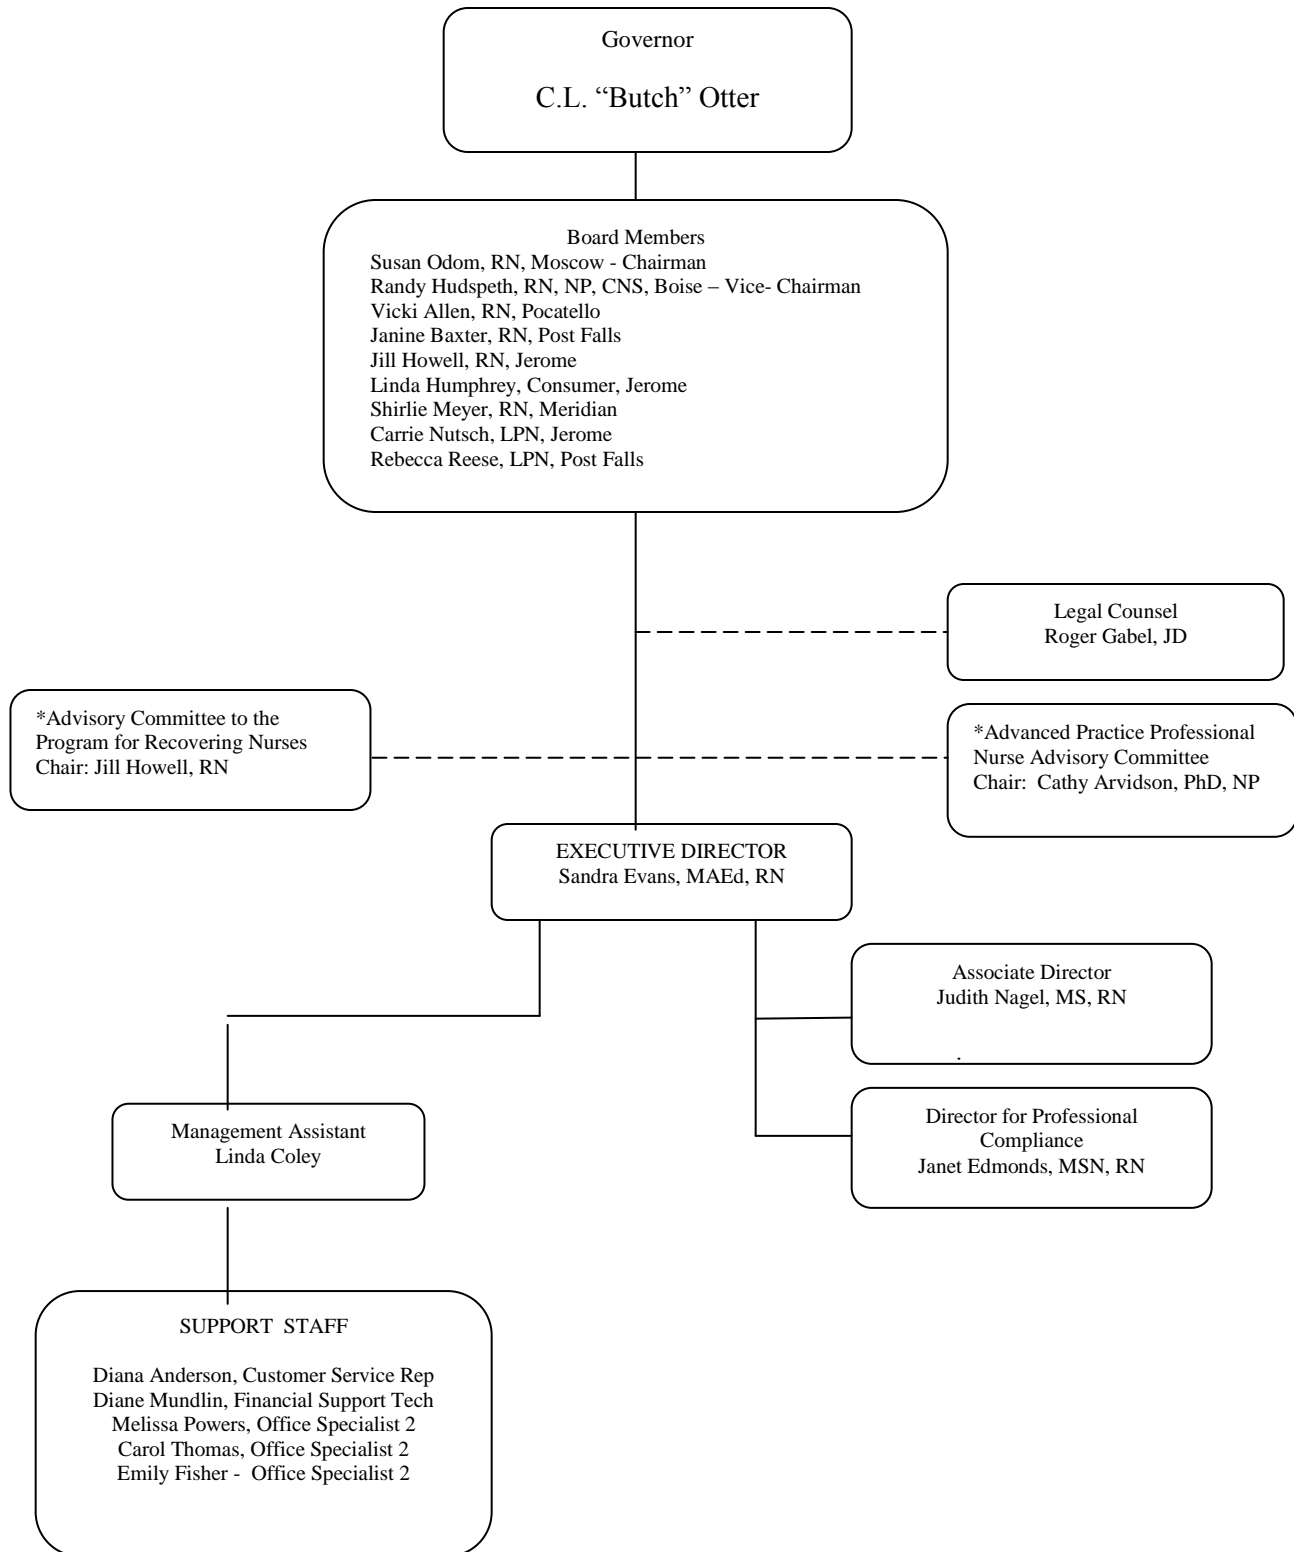 Governor
C.L. “Butch” Otter
Board Members
Susan Odom, RN, Moscow - Chairman
Randy Hudspeth, RN, NP, CNS, Boise – Vice- Chairman
Vicki Allen, RN, Pocatello
Janine Baxter, RN, Post Falls
Jill Howell, RN, Jerome
Linda Humphrey, Consumer, Jerome
Shirlie Meyer, RN, Meridian
Carrie Nutsch, LPN, Jerome
Rebecca Reese, LPN, Post Falls
Legal Counsel
Roger Gabel, JD
*Advisory Committee to the
Program for Recovering Nurses
Chair: Jill Howell, RN
*Advanced Practice Professional
Nurse Advisory Committee
Chair:  Cathy Arvidson, PhD, NP
EXECUTIVE DIRECTOR
Sandra Evans, MAEd, RN
Associate Director
Judith Nagel, MS, RN
.
Director for Professional
Compliance
Janet Edmonds, MSN, RN
Management Assistant
Linda Coley
SUPPORT  STAFF
Diana Anderson, Customer Service Rep
Diane Mundlin, Financial Support Tech
Melissa Powers, Office Specialist 2
Carol Thomas, Office Specialist 2
Emily Fisher -  Office Specialist 2